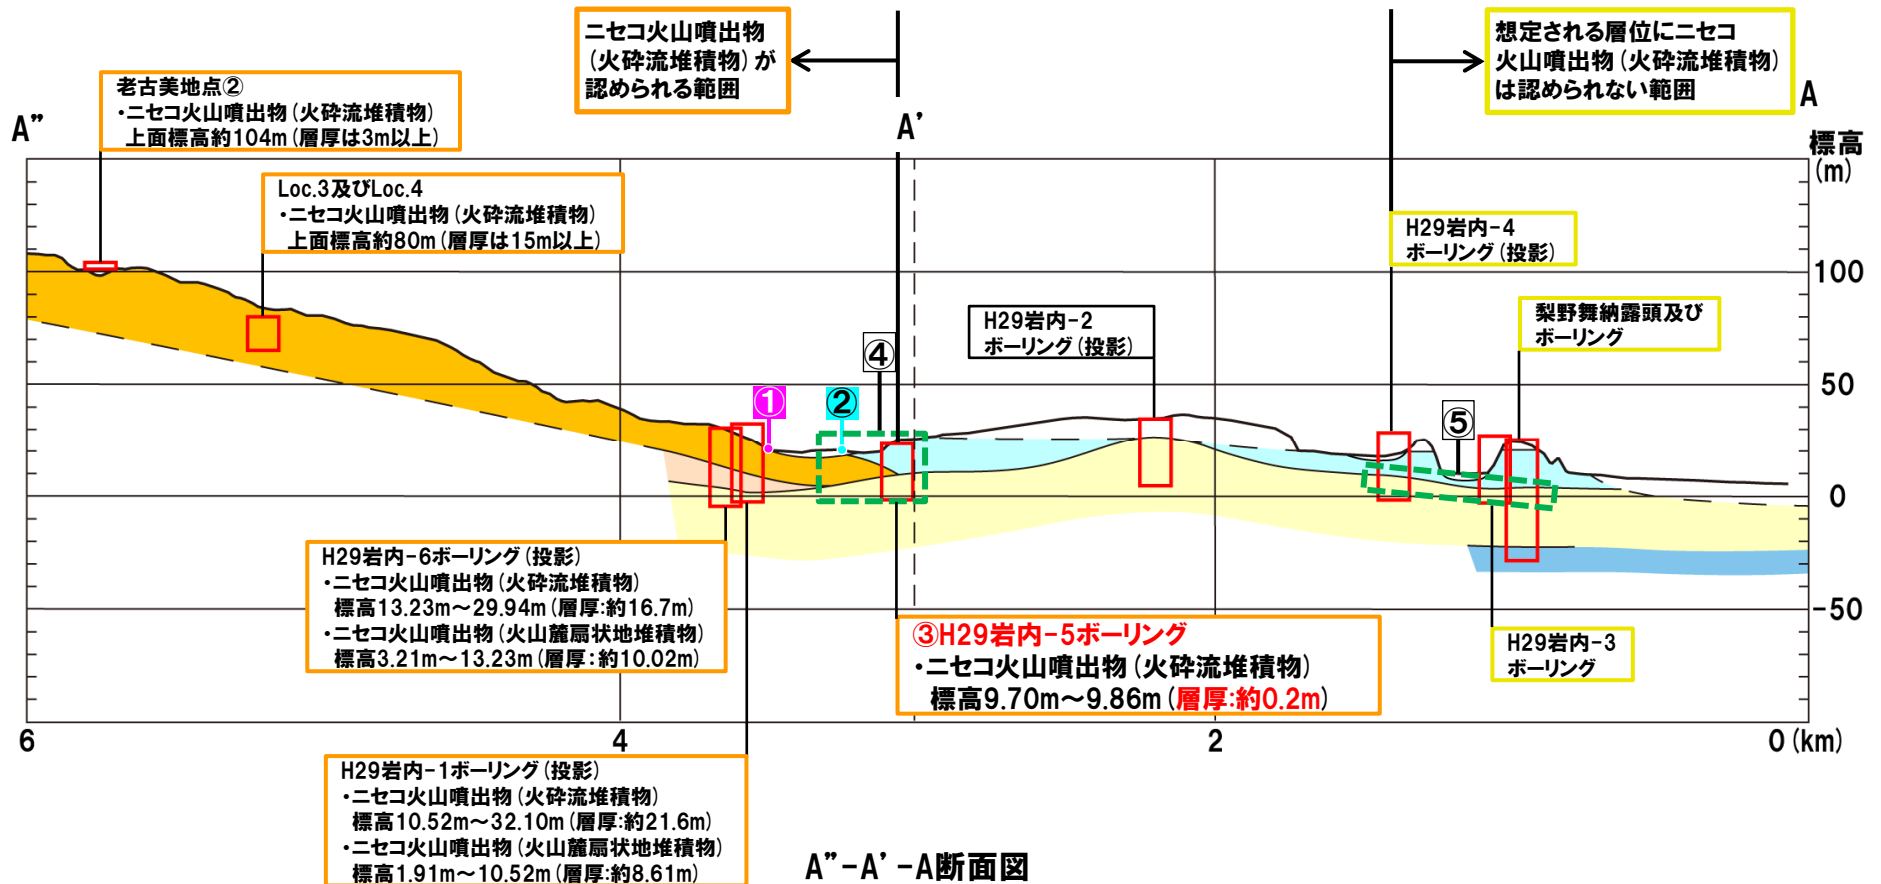 ニセコ火山噴出物
(火砕流堆積物)が
認められる範囲
想定される層位にニセコ
火山噴出物(火砕流堆積物)
は認められない範囲
老古美地点②
・ニセコ火山噴出物(火砕流堆積物)
上面標高約104m(層厚は3m以上)
A”
A’
A
標高
(m)
Loc.3及びLoc.4
・ニセコ火山噴出物(火砕流堆積物)
上面標高約80m(層厚は15m以上)
H29岩内-4
ボーリング(投影)
H29岩内-2
ボーリング(投影)
梨野舞納露頭及び
ボーリング
①
②
④
⑤
100
50
0
-50
H29岩内-6ボーリング(投影)
・ニセコ火山噴出物(火砕流堆積物)
標高13.23m~29.94m(層厚:約16.7m)
・ニセコ火山噴出物(火山麓扇状地堆積物)
標高3.21m~13.23m(層厚:約10.02m)
③H29岩内-5ボーリング
・ニセコ火山噴出物(火砕流堆積物)
標高9.70m~9.86m(層厚:約0.2m)
H29岩内-3
ボーリング
6
4
2
0(km)
H29岩内-1ボーリング(投影)
・ニセコ火山噴出物(火砕流堆積物)
標高10.52m~32.10m(層厚:約21.6m)
・ニセコ火山噴出物(火山麓扇状地堆積物)
標高1.91m~10.52m(層厚:約8.61m)
A”-A’-A断面図